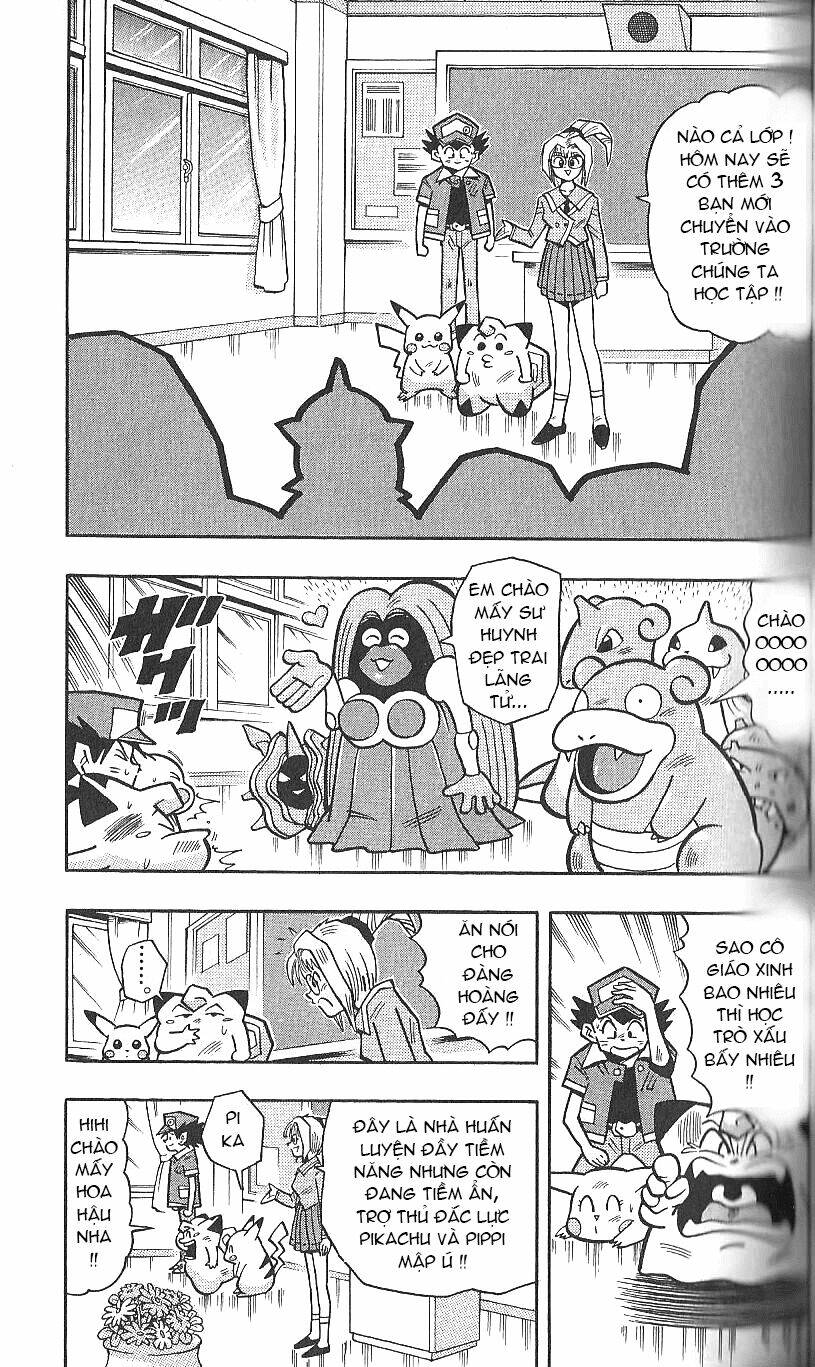 NÀO CẢ LỚP !
HÔM NAY SẼ
CÓ THÊM 3
BẠN MỚI
CHUYỂN VÀO
TRƯỜNG
CHÚNG TA
HỌC TẬP !!
CHÀO
OOOO
OOOO
.....
EM CHÀO
MẤY SƯ
HUYNH
ĐẸP TRAI
LÃNG
TỬ...
ガガーッ
SAO CÔ
GIÁO XINH
BAO NHIÊU
THÌ HỌC
TRÒ XẤU
BẤY NHIÊU
!!
ĂN NÓI
CHO
ĐÀNG
HOÀNG
ĐẤY !!
......
ĐÂY LÀ NHÀ HUẤN
LUYỆN ĐẦY TIỀM
NĂNG NHƯNG CÒN
ĐANG TIỀM ẨN,
TRỢ THỦ ĐẮC LỰC
PIKACHU VÀ PIPPI
MẬP Ú !!
PI
KA
HIHI
CHÀO
MẤY
HOA
HẬU
NHA
!!